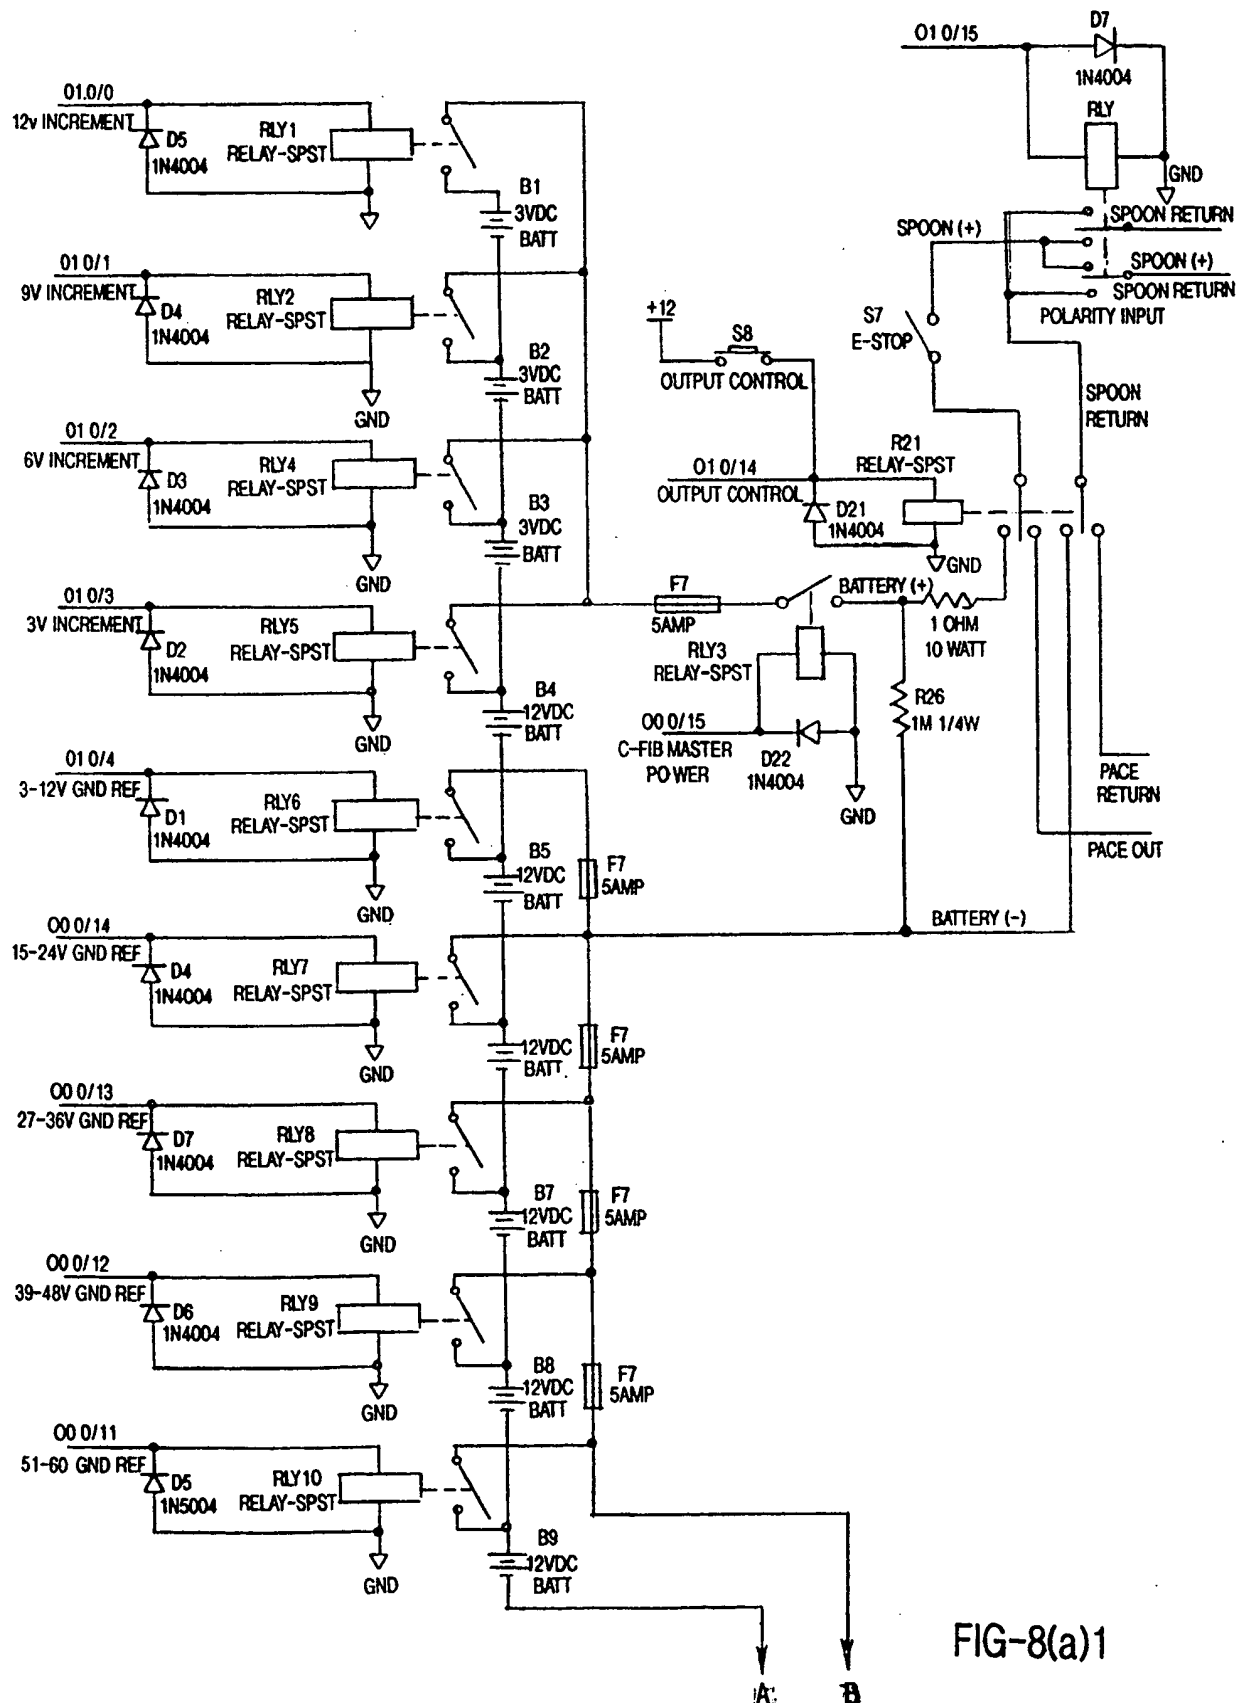 01.0/0
12v INCREMENT
D5
1N4004
RLY1
RELAY-SPST
B1
3VDC
BATT
01 0/1
9V INCREMENT
D4
1N4004
RLY2
RELAY-SPST
GND
B2
3VDC
BATT
01 0/2
6V INCREMENT
D3
1N4004
RLY4
RELAY-SPST
GND
B3
3VDC
BATT
01 0/3
3V INCREMENT
D2
1N4004
RLY5
RELAY-SPST
GND
B4
12VDC
BATT
01 0/4
3-12V GND REF
D1
1N4004
RLY6
RELAY-SPST
GND
B5
12VDC
BATT
F7
5AMP
O0 0/14
15-24V GND REF
D4
1N4004
RLY7
RELAY-SPST
GND
12VDC
BATT
F7
5AMP
O0 0/13
27-36V GND REF
D7
1N4004
RLY8
RELAY-SPST
GND
B7
12VDC
BATT
F7
5AMP
O0 0/12
39-48V GND REF
D6
1N4004
RLY9
RELAY-SPST
GND
B8
12VDC
BATT
F7
5AMP
O0 0/11
51-60 GND REF
D5
1N5004
RLY10
RELAY-SPST
GND
B9
12VDC
BATT
A
B
O1 0/15
D7
1N4004
RLY
GND
SPOON RETURN
SPOON (+)
SPOON (+)
SPOON RETURN
POLARITY INPUT
S7
E-STOP
SPOON
RETURN
+12
S8
OUTPUT CONTROL
R21
RELAY-SPST
O1 0/14
OUTPUT CONTROL
D21
1N4004
GND
F7
5AMP
BATTERY (+)
1 OHM
10 WATT
RLY3
RELAY-SPST
R26
1M 1/4W
O0 0/15
C-FIB MASTER
POWER
D22
1N4004
GND
PACE
RETURN
PACE OUT
BATTERY (-)
FIG-8(a)1